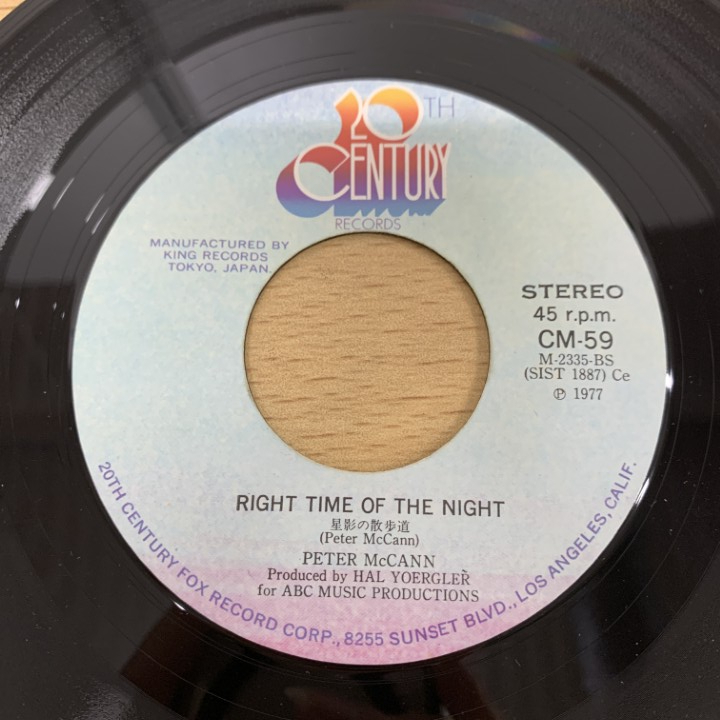 20TH
CENTURY
RECORDS
MANUFACTURED BY
KING RECORDS
TOKYO, JAPAN.
STEREO
45 r.p.m.
CM-59
M-2335-BS
(SIST 1887) Ce
℗ 1977
RIGHT TIME OF THE NIGHT
星影の散歩道
(Peter McCann)
PETER McCANN
Produced by HAL YOERGLER
for ABC MUSIC PRODUCTIONS
20TH CENTURY FOX RECORD CORP., 8255 SUNSET BLVD., LOS ANGELES, CALIF.